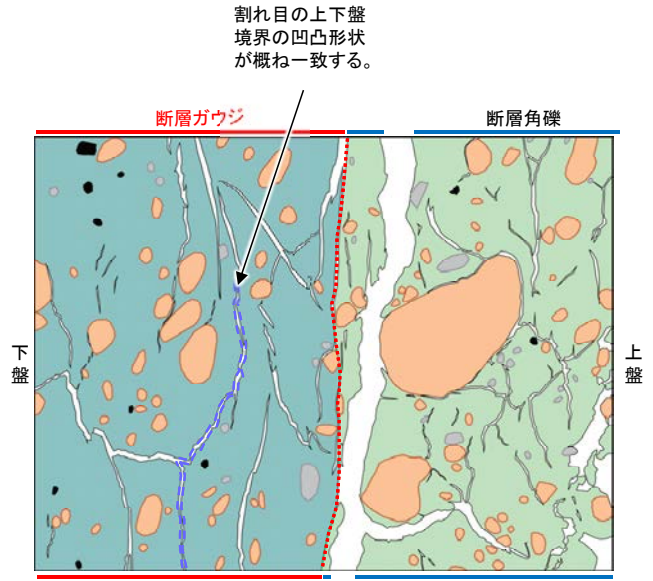 割れ目の上下盤
境界の凹凸形状
が概ね一致する。
断層ガウジ
断層角礫
下盤
上盤